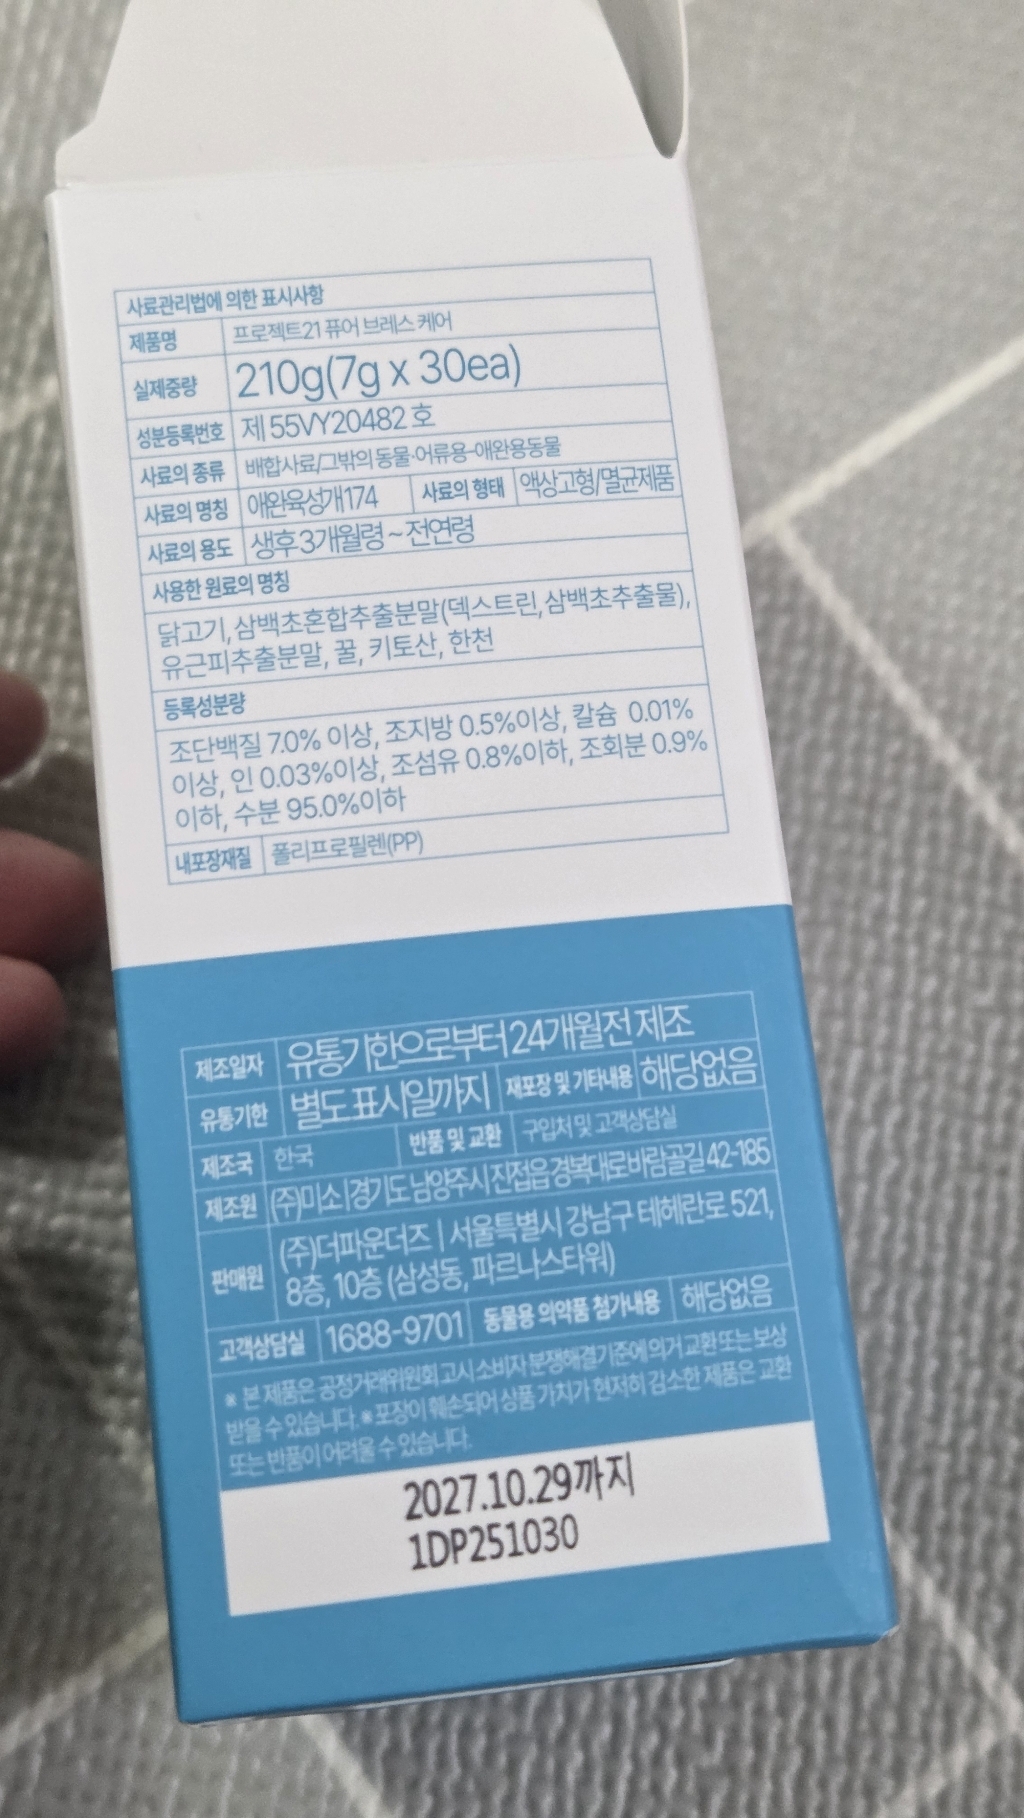 사료관리법에 의한 표시사항
제품명 프로젝트21 퓨어 브레스 케어
실제중량 210g(7g x 30ea)
성분등록번호 제 55VY20482 호
사료의 종류 배합사료/그밖의 동물·어류용-애완용동물
사료의 명칭 애완육성개174 사료의 형태 액상고형/멸균제품
사료의 용도 생후 3개월령 ~ 전연령
사용한 원료의 명칭
닭고기, 삼백초혼합추출분말(덱스트린, 삼백초추출물),
유근피추출분말, 꿀, 키토산, 한천
등록성분량
조단백질 7.0% 이상, 조지방 0.5%이상, 칼슘 0.01%
이상, 인 0.03%이상, 조섬유 0.8%이하, 조회분 0.9%
이하, 수분 95.0%이하
내포장재질 폴리프로필렌(PP)
제조일자 유통기한으로부터 24개월전 제조
유통기한 별도 표시일까지 재포장 및 기타내용 해당없음
제조국 한국 반품 및 교환 구입처 및 고객상담실
제조원 (주)미소 | 경기도 남양주시 진접읍 경복대로바람골길 42-185
판매원 (주)더파운더즈 | 서울특별시 강남구 테헤란로 521,
8층, 10층 (삼성동, 파르나스타워)
고객상담실 1688-9701 동물용 의약품 첨가내용 해당없음
※ 본 제품은 공정거래위원회 고시 소비자 분쟁해결기준에 의거 교환 또는 보상
받을 수 있습니다. ※ 포장이 훼손되어 상품 가치가 현저히 감소한 제품은 교환
또는 반품이 어려울 수 있습니다.
2027.10.29까지
1DP251030